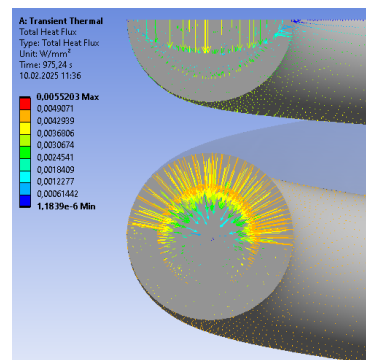 A: Transient Thermal
Total Heat Flux
Type: Total Heat Flux
Unit: W/mm²
Time: 975,24 s
10.02.2025 11:36
0,0055203 Max
0,0049071
0,0042939
0,0036806
0,0030674
0,0024541
0,0018409
0,0012277
0,00061442
1,1839e-6 Min